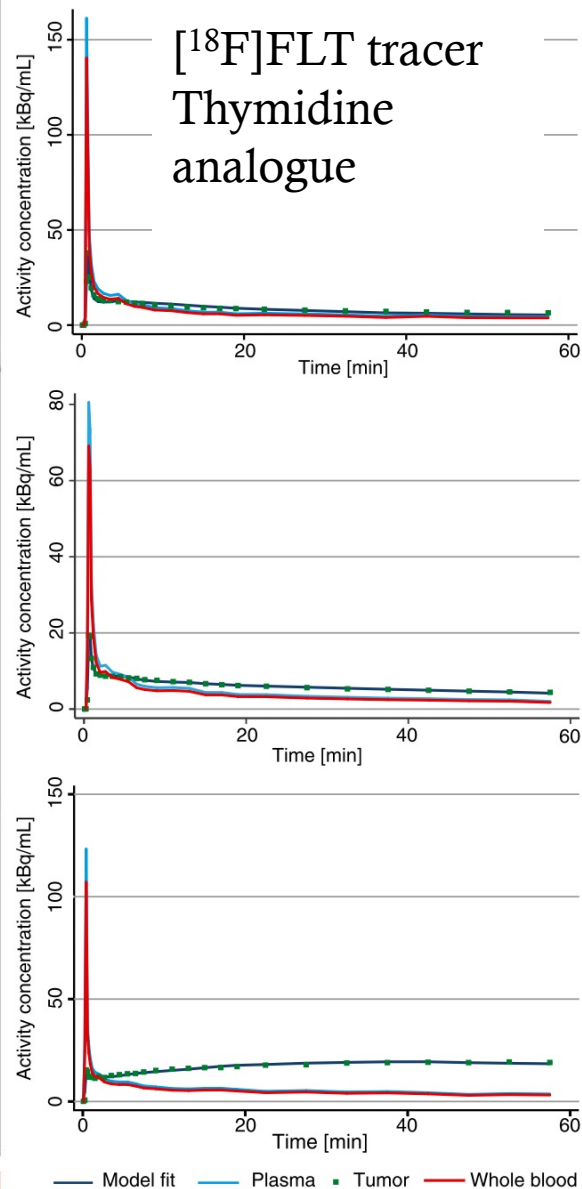 [¹⁸F]FLT tracer
Thymidine
analogue
Activity concentration [kBq/mL]
150
100
50
0
0 20 40 60
Time [min]
Activity concentration [kBq/mL]
80
60
40
20
0
0 20 40 60
Time [min]
Activity concentration [kBq/mL]
150
100
50
0
0 20 40 60
Time [min]
Model fit Plasma Tumor Whole blood